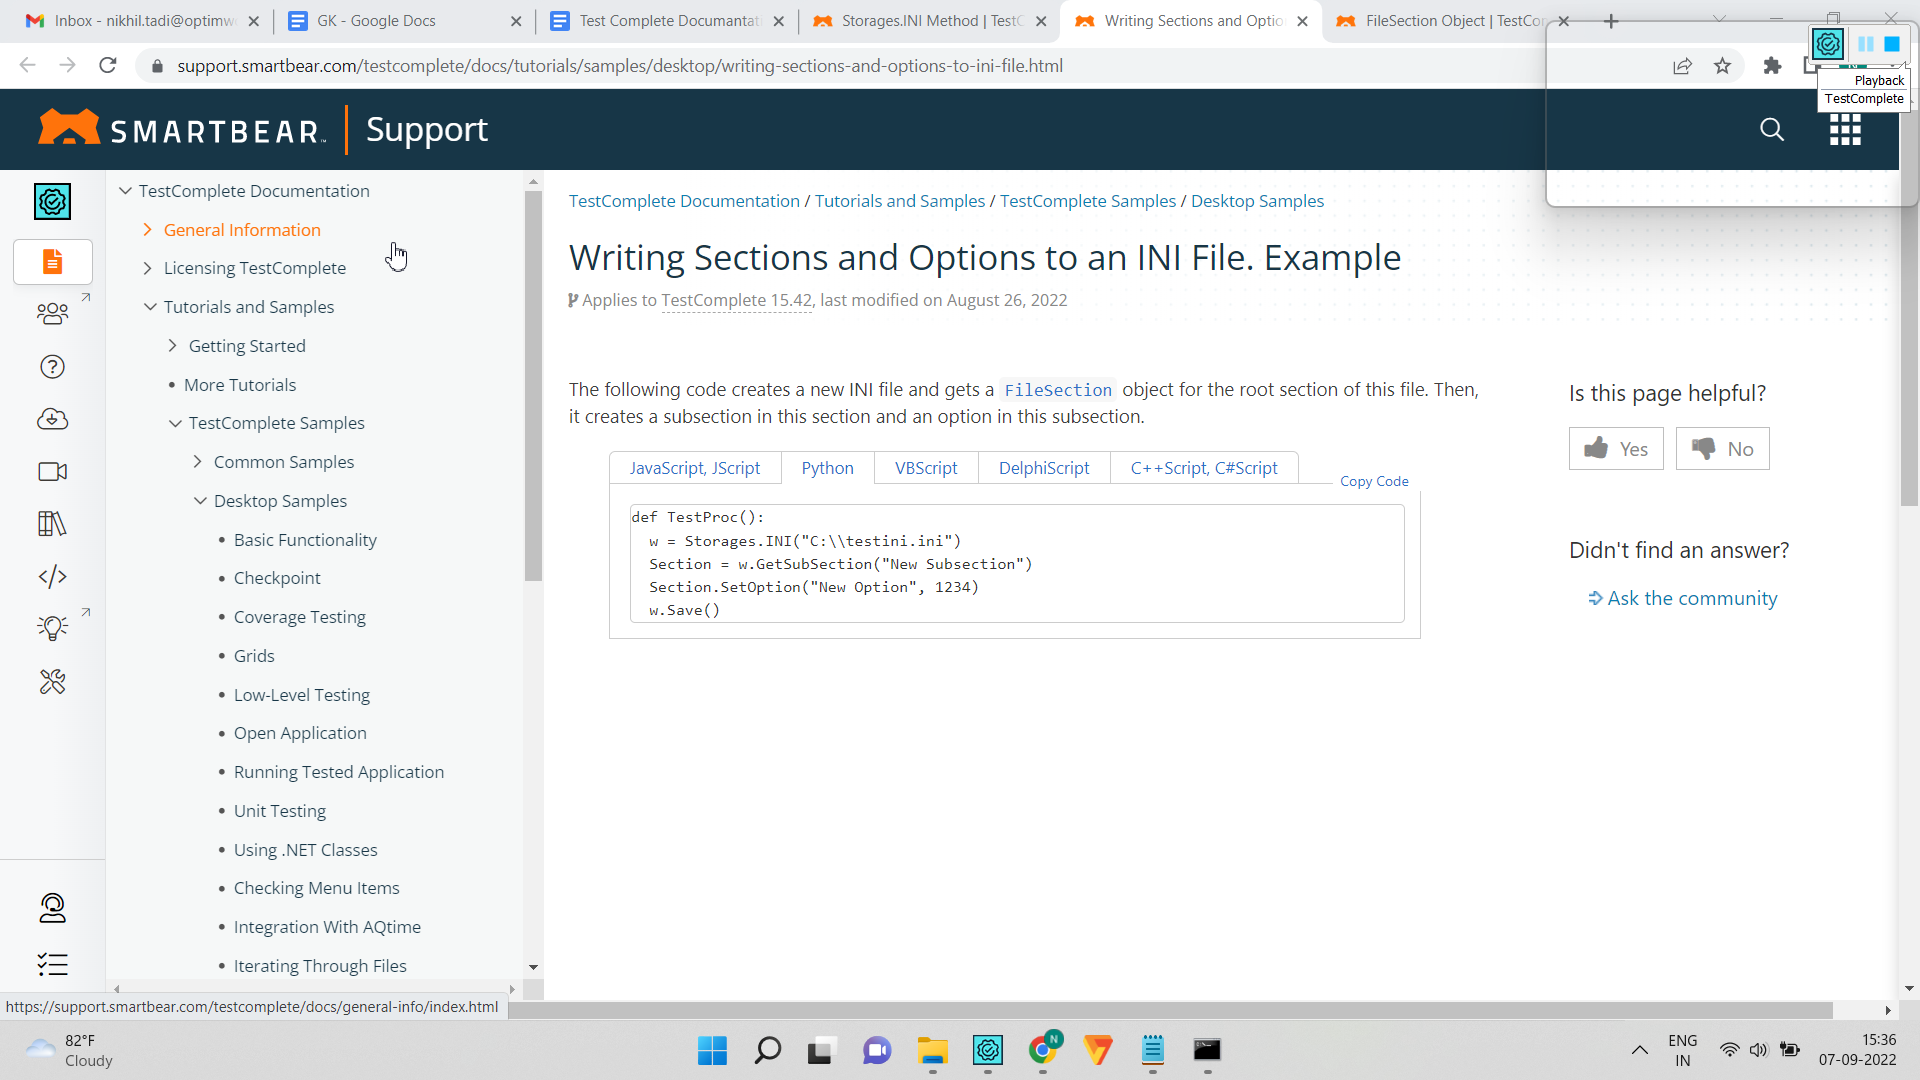 Inbox - nikhil.tadi@optimw
GK - Google Docs
Test Complete Documantat
Storages.INI Method | TestC
Writing Sections and Optio
FileSection Object | TestCo
support.smartbear.com/testcomplete/docs/tutorials/samples/desktop/writing-sections-and-options-to-ini-file.html
Playback
TestComplete
SMARTBEAR Support
TestComplete Documentation
General Information
Licensing TestComplete
Tutorials and Samples
Getting Started
More Tutorials
TestComplete Samples
Common Samples
Desktop Samples
Basic Functionality
Checkpoint
Coverage Testing
Grids
Low-Level Testing
Open Application
Running Tested Application
Unit Testing
Using .NET Classes
Checking Menu Items
Integration With AQtime
Iterating Through Files
https://support.smartbear.com/testcomplete/docs/general-info/index.html
TestComplete Documentation / Tutorials and Samples / TestComplete Samples / Desktop Samples
Writing Sections and Options to an INI File. Example
Applies to TestComplete 15.42, last modified on August 26, 2022
The following code creates a new INI file and gets a FileSection object for the root section of this file. Then,
it creates a subsection in this section and an option in this subsection.
JavaScript, JScript
Python
VBScript
DelphiScript
C++Script, C#Script
Copy Code
def TestProc():
w = Storages.INI("C:\\testini.ini")
Section = w.GetSubSection("New Subsection")
Section.SetOption("New Option", 1234)
w.Save()
Is this page helpful?
Yes
No
Didn't find an answer?
Ask the community
82°F
Cloudy
N
ENG
IN
15:36
07-09-2022